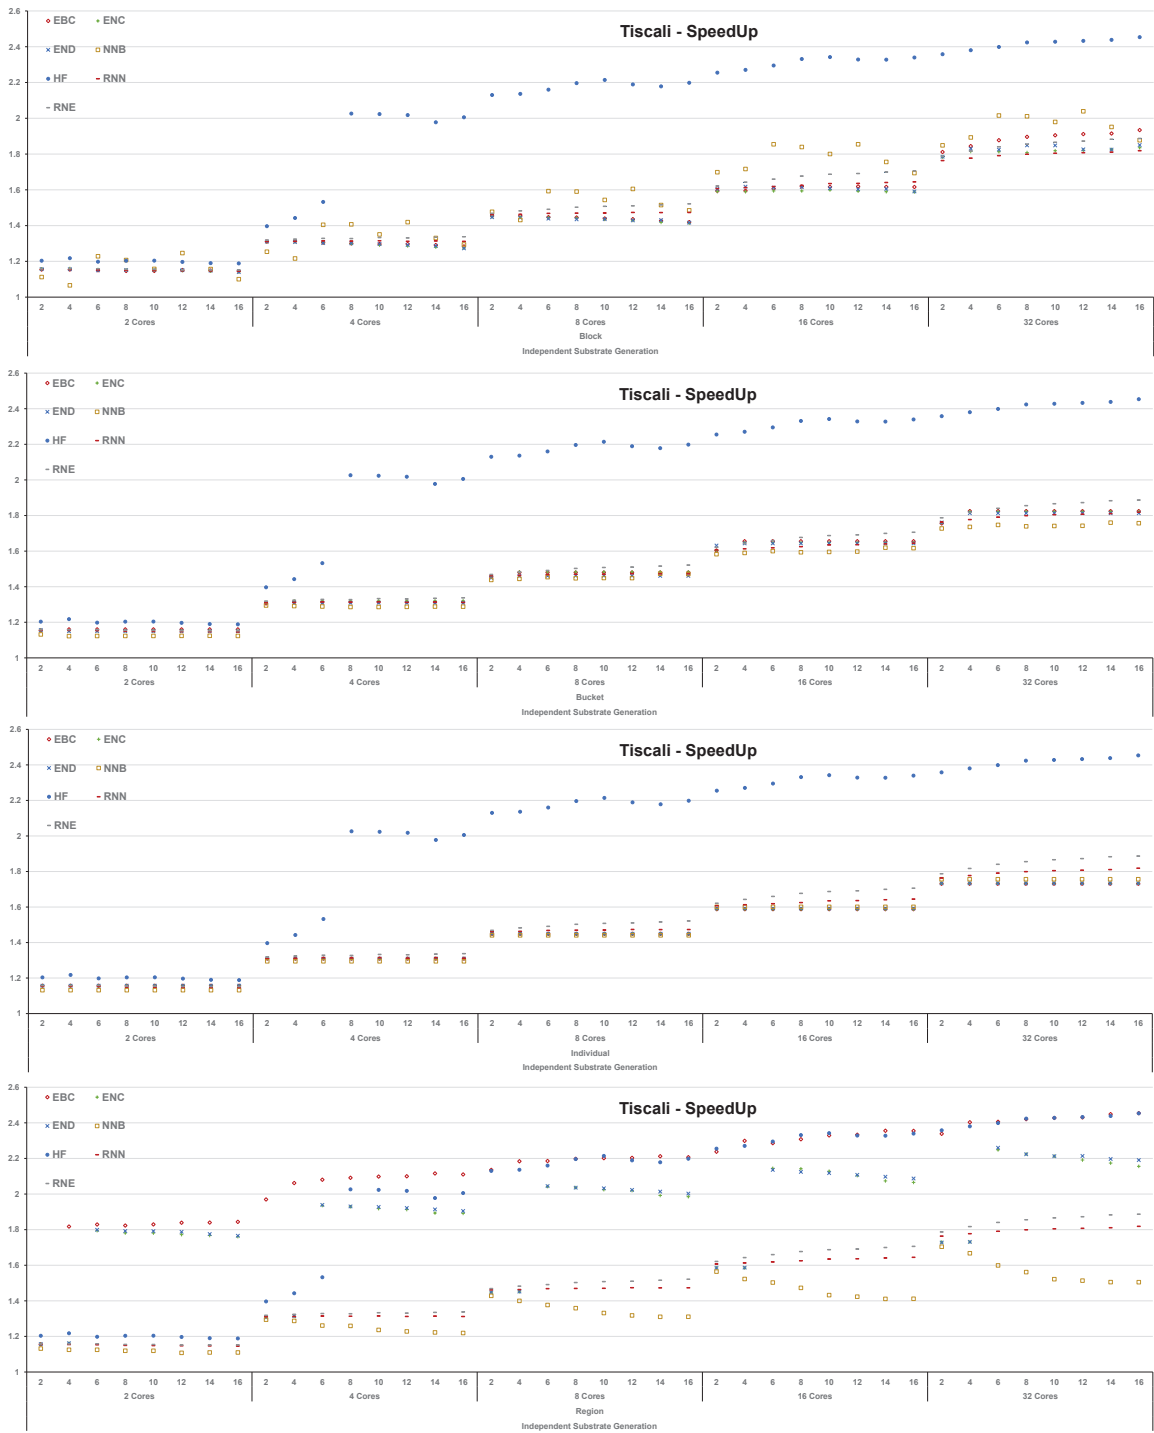 Tiscali - SpeedUp
EBC ENC
END NNB
HF RNN
RNE
2.6
2.4
2.2
2
1.8
1.6
1.4
1.2
1
2 4 6 8 10 12 14 16 2 4 6 8 10 12 14 16 2 4 6 8 10 12 14 16 2 4 6 8 10 12 14 16 2 4 6 8 10 12 14 16
2 Cores 4 Cores 8 Cores 16 Cores 32 Cores
Block
Independent Substrate Generation
Tiscali - SpeedUp
EBC ENC
END NNB
HF RNN
RNE
2.6
2.4
2.2
2
1.8
1.6
1.4
1.2
1
2 4 6 8 10 12 14 16 2 4 6 8 10 12 14 16 2 4 6 8 10 12 14 16 2 4 6 8 10 12 14 16 2 4 6 8 10 12 14 16
2 Cores 4 Cores 8 Cores 16 Cores 32 Cores
Bucket
Independent Substrate Generation
Tiscali - SpeedUp
EBC ENC
END NNB
HF RNN
RNE
2.6
2.4
2.2
2
1.8
1.6
1.4
1.2
1
2 4 6 8 10 12 14 16 2 4 6 8 10 12 14 16 2 4 6 8 10 12 14 16 2 4 6 8 10 12 14 16 2 4 6 8 10 12 14 16
2 Cores 4 Cores 8 Cores 16 Cores 32 Cores
Individual
Independent Substrate Generation
Tiscali - SpeedUp
EBC ENC
END NNB
HF RNN
RNE
2.6
2.4
2.2
2
1.8
1.6
1.4
1.2
1
2 4 6 8 10 12 14 16 2 4 6 8 10 12 14 16 2 4 6 8 10 12 14 16 2 4 6 8 10 12 14 16 2 4 6 8 10 12 14 16
2 Cores 4 Cores 8 Cores 16 Cores 32 Cores
Region
Independent Substrate Generation